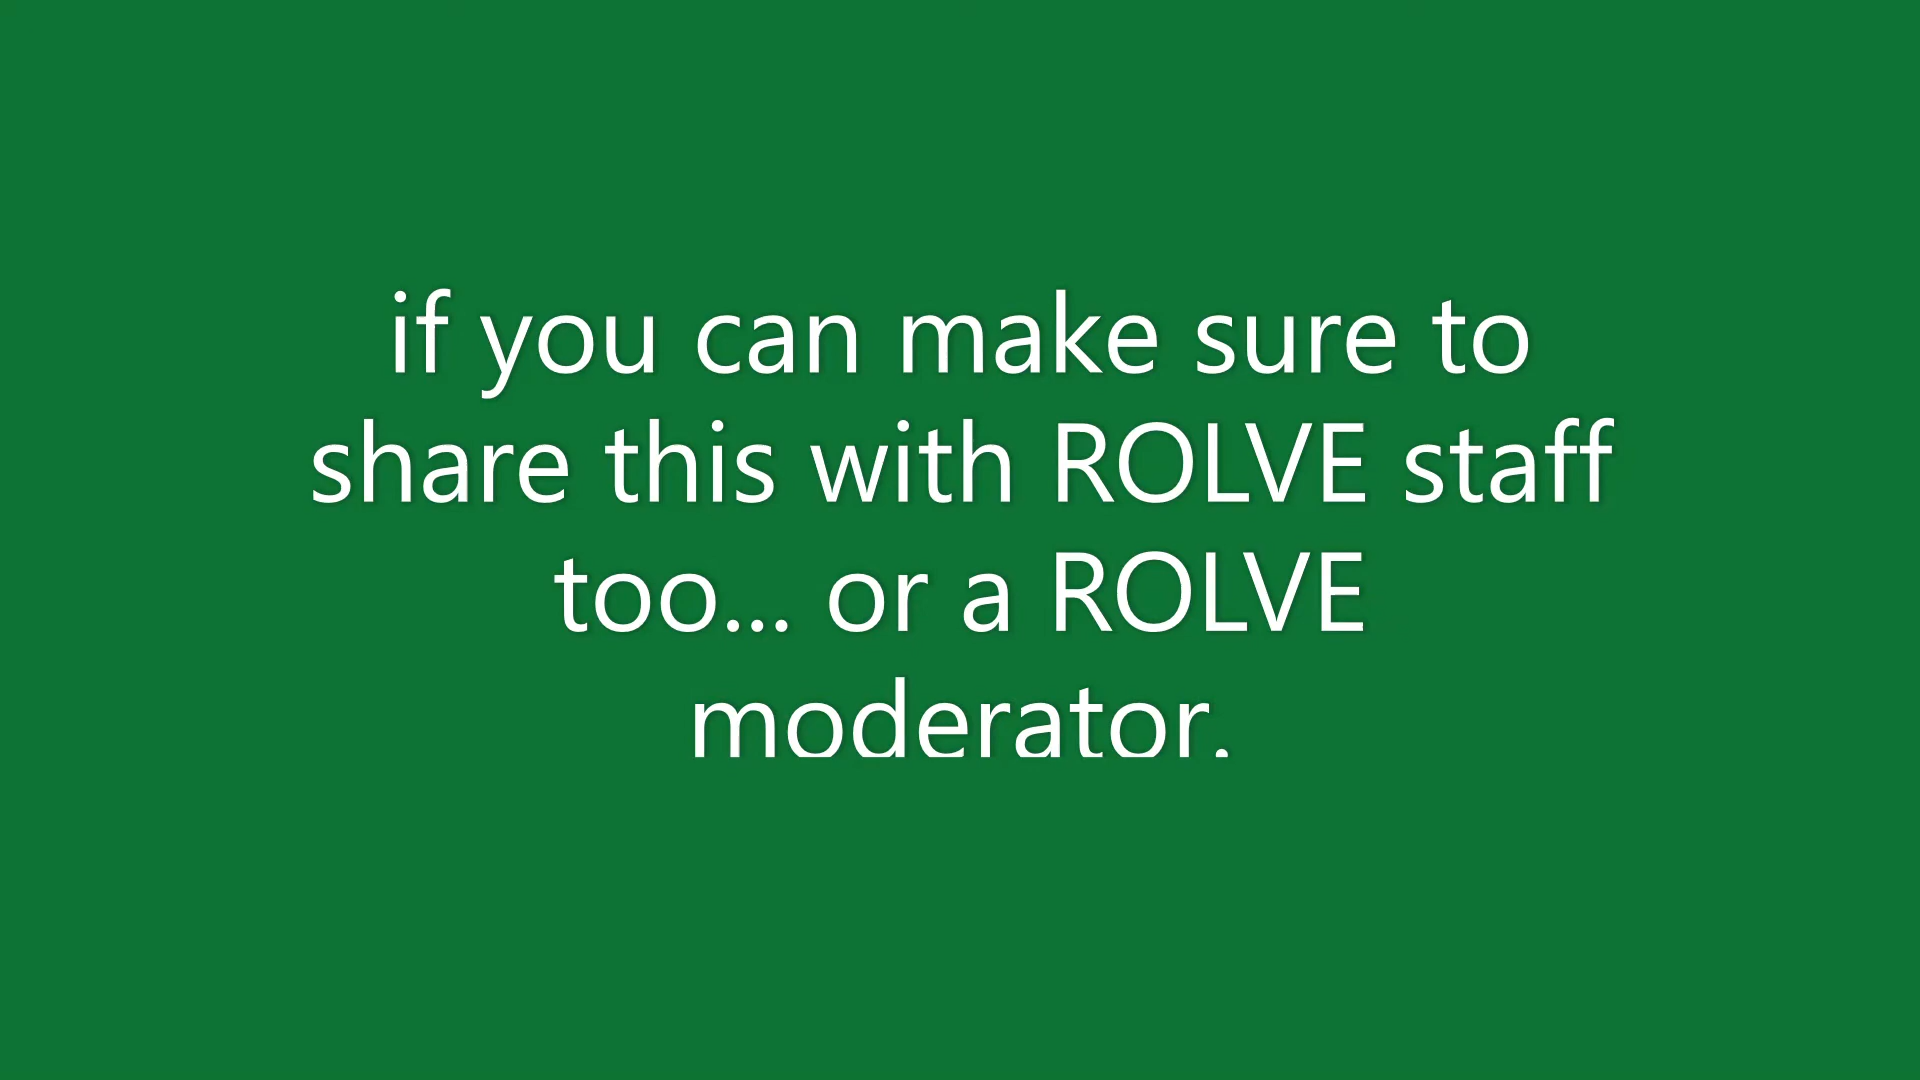 if you can make sure to
share this with ROLVE staff
too... or a ROLVE
moderator.